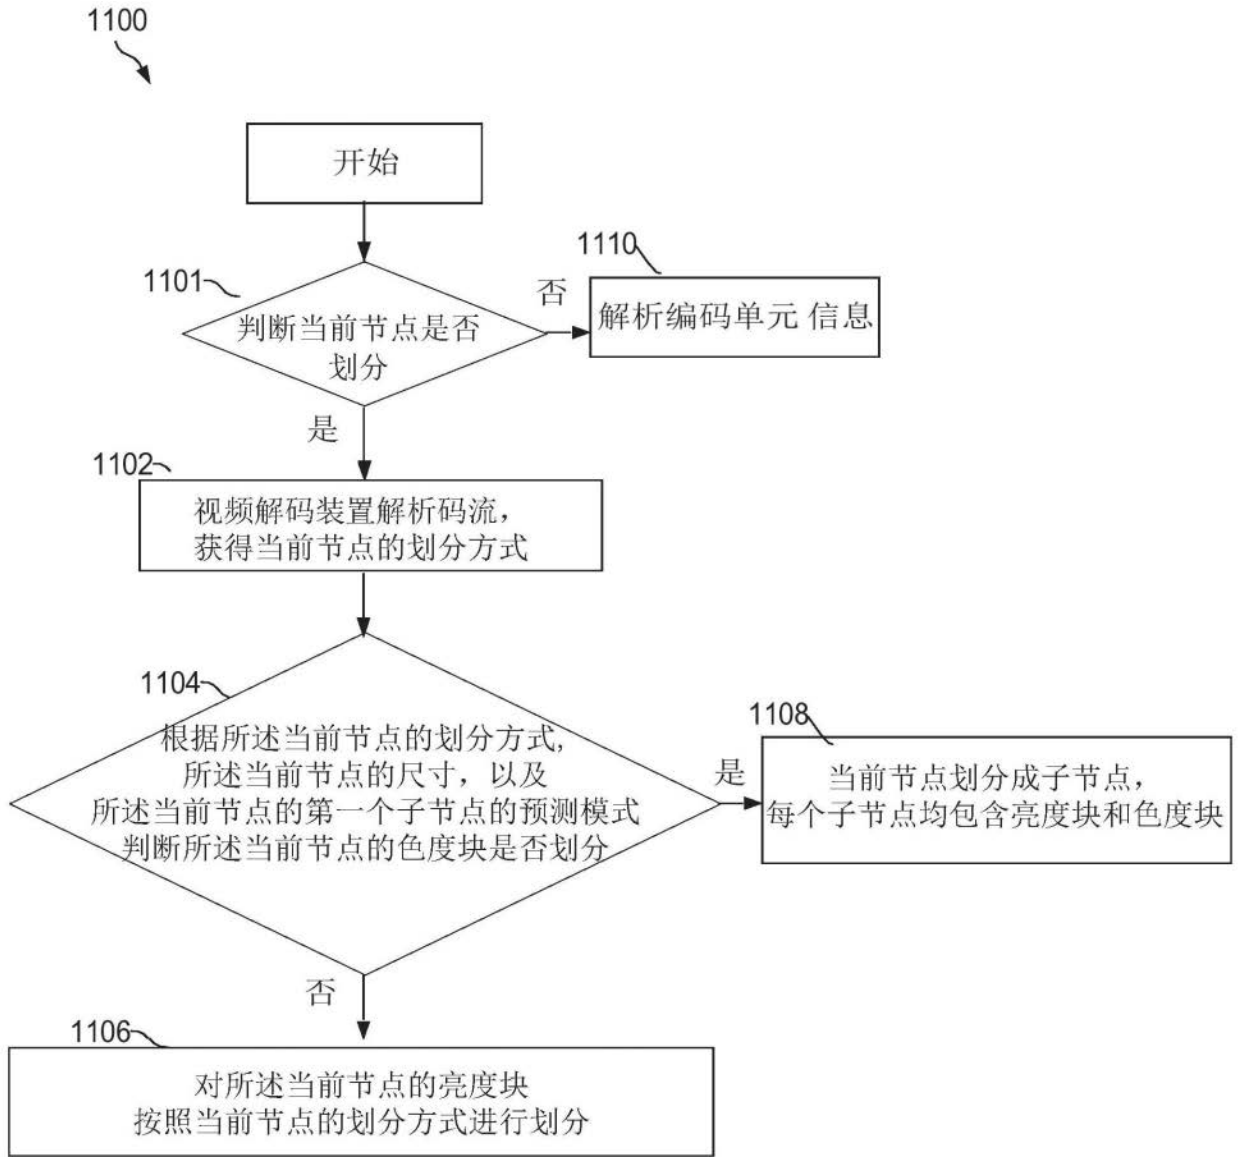 1100
开始
1101
判断当前节点是否
划分
否
1110
解析编码单元 信息
是
1102
视频解码装置解析码流，
获得当前节点的划分方式
1104
根据所述当前节点的划分方式,
所述当前节点的尺寸，以及
所述当前节点的第一个子节点的预测模式
判断所述当前节点的色度块是否划分
是
1108
当前节点划分成子节点，
每个子节点均包含亮度块和色度块
否
1106
对所述当前节点的亮度块
按照当前节点的划分方式进行划分